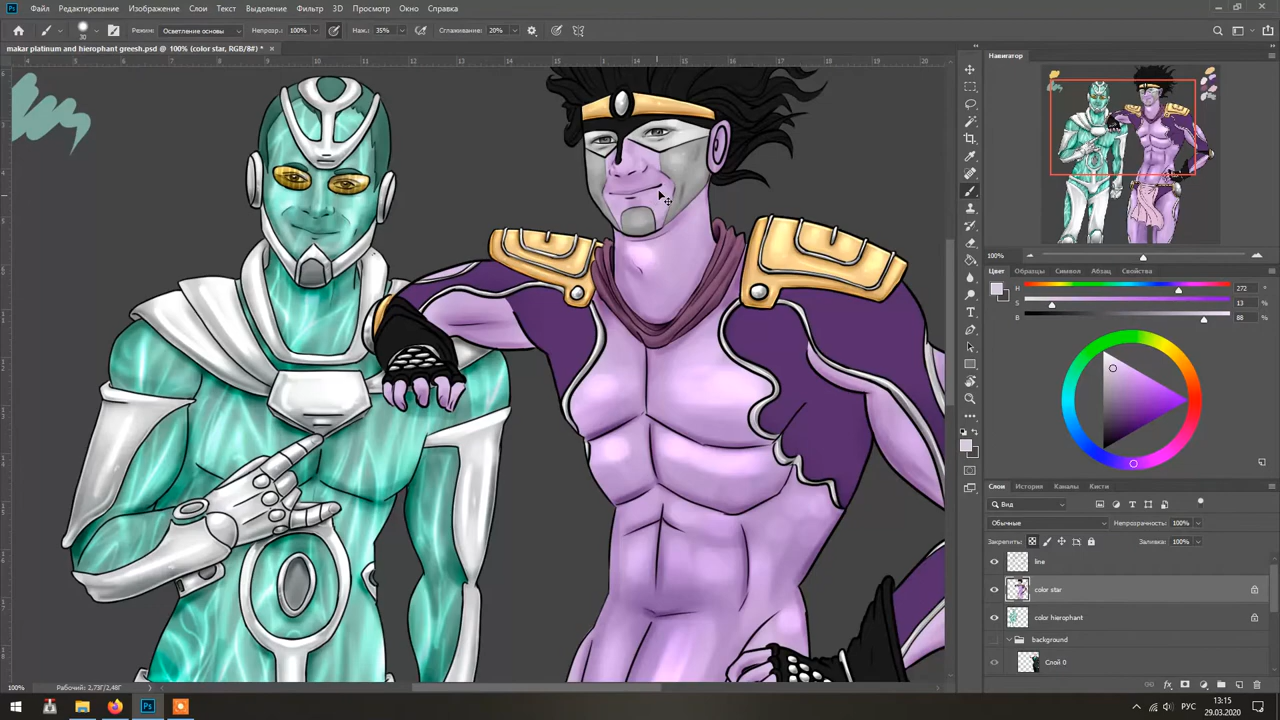 Ps Файл Редактирование Изображение Слои Текст Выделение Фильтр 3D Просмотр Окно Справка
30 Режим: Осветление основы Непрозр.: 100% Наж.: 35% Сглаживание: 20%
makar platinum and hierophant greesh.psd @ 100% (color star, RGB/8#) * ×
Навигатор
100%
Цвет Образцы Символ Абзац Свойства
H 272 °
S 13 %
B 88 %
Слои История Каналы Кисти
Вид
Обычные Непрозрачность: 100%
Закрепить: Заливка: 100%
line
color star
color hierophant
background
Слой 0
100% Рабочий: 2,73Г/2,48Г
Ps РУС 13:15
29.03.2020